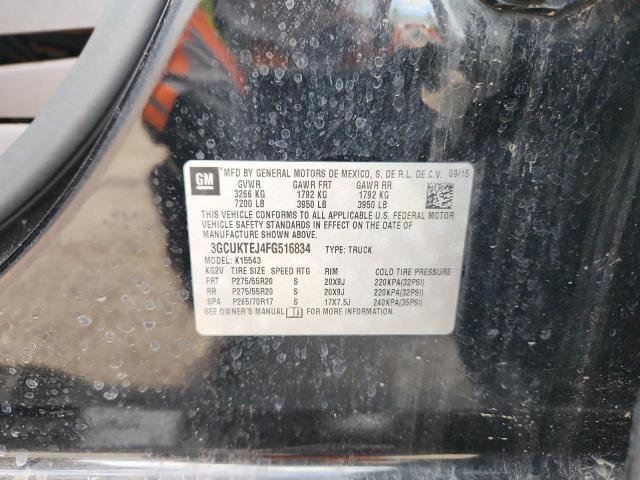 GM MFD BY GENERAL MOTORS DE MEXICO, S. DE R.L. DE C.V. 09/15
GVWR GAWR FRT GAWR RR
3266 KG 1792 KG 1792 KG
7200 LB 3950 LB 3950 LB
THIS VEHICLE CONFORMS TO ALL APPLICABLE U.S. FEDERAL MOTOR
VEHICLE SAFETY STANDARDS IN EFFECT ON THE DATE OF
MANUFACTURE SHOWN ABOVE.
3GCUKTEJ4FG516834 TYPE: TRUCK
MODEL: K15543
KG2V TIRE SIZE SPEED RTG RIM COLD TIRE PRESSURE
FRT P275/55R20 S 20X9J 220KPA(32PSI)
RR P275/55R20 S 20X9J 220KPA(32PSI)
SPA P265/70R17 S 17X7.5J 240KPA(35PSI)
SEE OWNER'S MANUAL FOR MORE INFORMATION.